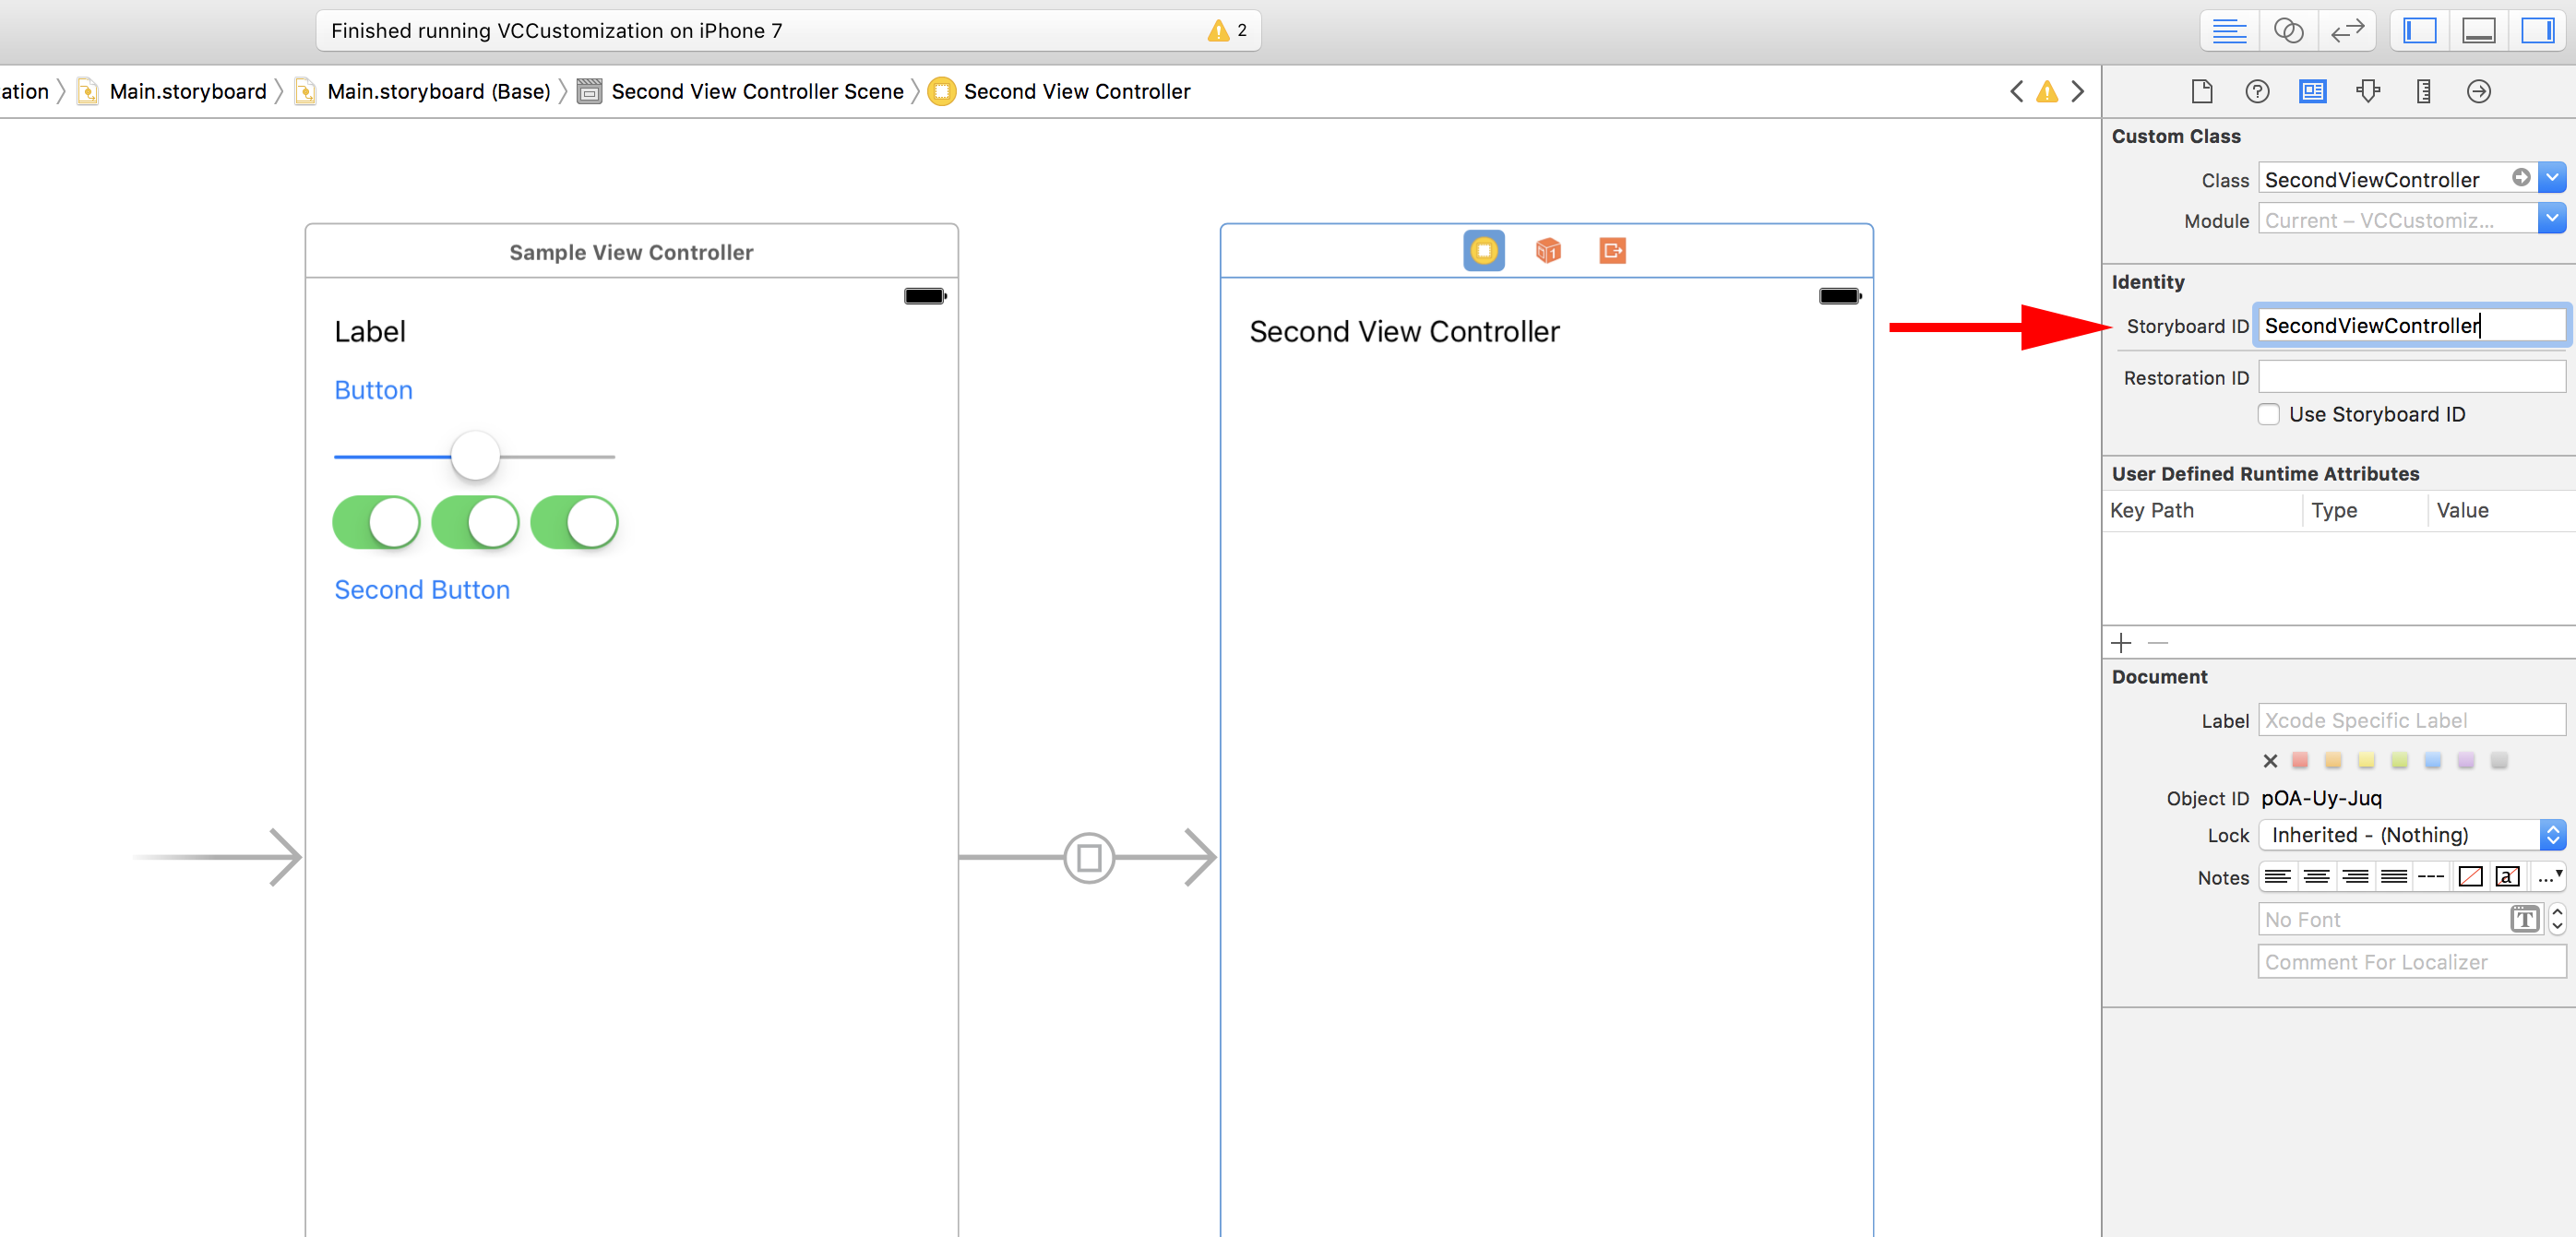 Finished running VCCustomization on iPhone 7
2
ation
Main.storyboard
Main.storyboard (Base)
Second View Controller Scene
Second View Controller
Custom Class
Class SecondViewController
Module Current – VCCustomiz...
Identity
Storyboard ID SecondViewController
Restoration ID
Use Storyboard ID
User Defined Runtime Attributes
Key Path Type Value
Document
Label Xcode Specific Label
Object ID pOA-Uy-Juq
Lock Inherited - (Nothing)
Notes
No Font
Comment For Localizer
Sample View Controller
Label
Button
Second Button
Second View Controller